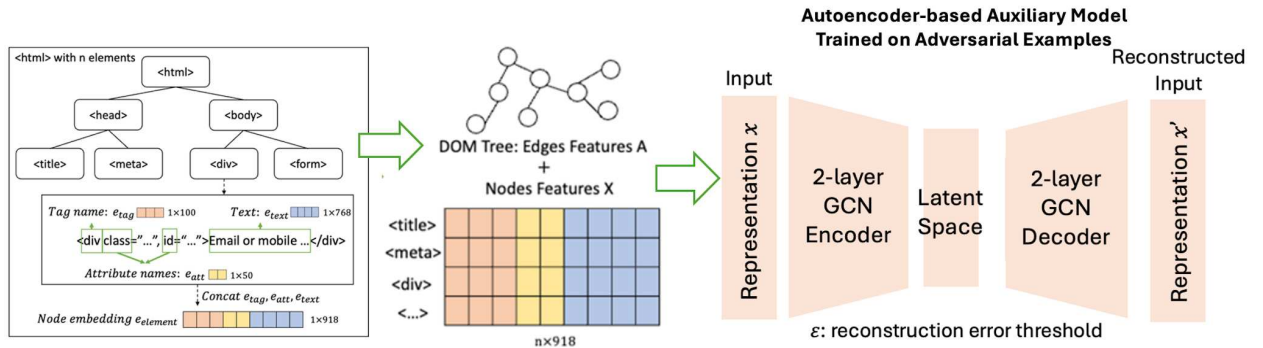 <html> with n elements
<html>
<head>
<body>
<title>
<meta>
<div>
<form>
Tag name: e_tag 1×100
Text: e_text 1×768
<div class="...", id="...">Email or mobile ...</div>
Attribute names: e_att 1×50
Concat e_tag, e_att, e_text
Node embedding e_element 1×918
DOM Tree: Edges Features A
+
Nodes Features X
<title>
<meta>
<div>
<...>
n×918
Autoencoder-based Auxiliary Model
Trained on Adversarial Examples
Input
Representation x
2-layer
GCN
Encoder
Latent
Space
2-layer
GCN
Decoder
Reconstructed
Input
Representation x'
ε: reconstruction error threshold